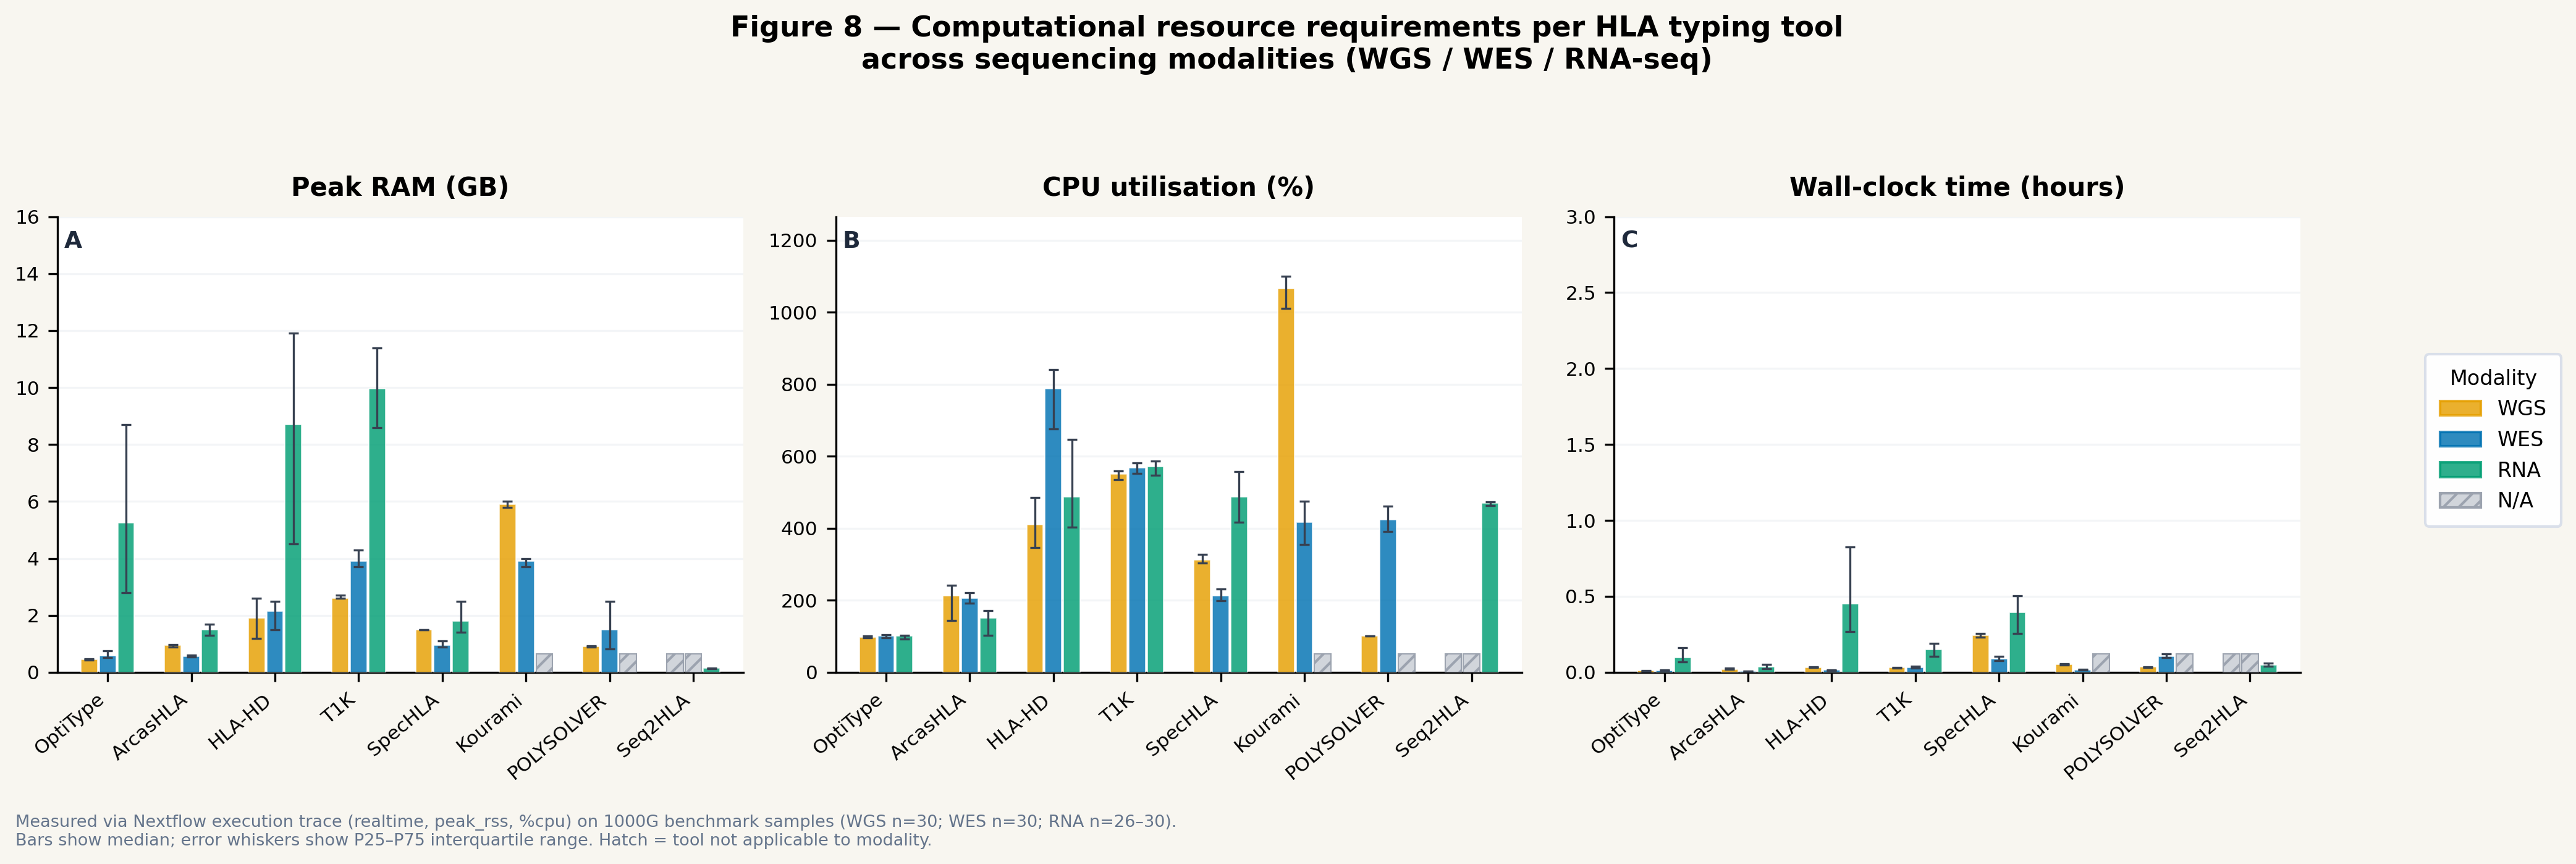 Figure 8 — Computational resource requirements per HLA typing tool
across sequencing modalities (WGS / WES / RNA-seq)
Peak RAM (GB)
A
16
14
12
10
8
6
4
2
0
OptiType
ArcasHLA
HLA-HD
T1K
SpecHLA
Kourami
POLYSOLVER
Seq2HLA
CPU utilisation (%)
B
1200
1000
800
600
400
200
0
OptiType
ArcasHLA
HLA-HD
T1K
SpecHLA
Kourami
POLYSOLVER
Seq2HLA
Wall-clock time (hours)
C
3.0
2.5
2.0
1.5
1.0
0.5
0.0
OptiType
ArcasHLA
HLA-HD
T1K
SpecHLA
Kourami
POLYSOLVER
Seq2HLA
Modality
WGS
WES
RNA
N/A
Measured via Nextflow execution trace (realtime, peak_rss, %cpu) on 1000G benchmark samples (WGS n=30; WES n=30; RNA n=26–30).
Bars show median; error whiskers show P25–P75 interquartile range. Hatch = tool not applicable to modality.